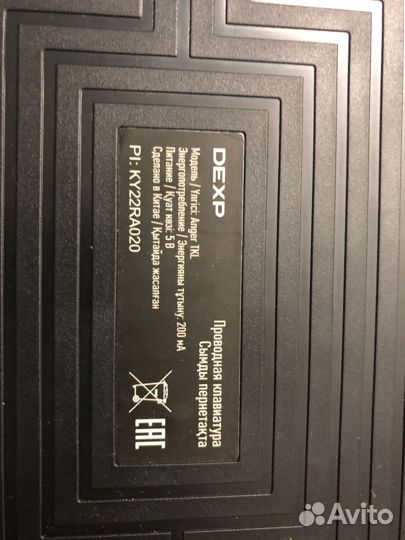 DEXP
Проводная клавиатура
Сымды пернетақта
Модель / Үлгісі: Anger TKL
Энергопотребление / Энергияны тұтыну: 200 мА
Питание / Қуат көзі: 5 В
Сделано в Китае / Қытайда жасалған
PI: KY22RA020
EAC
Avito